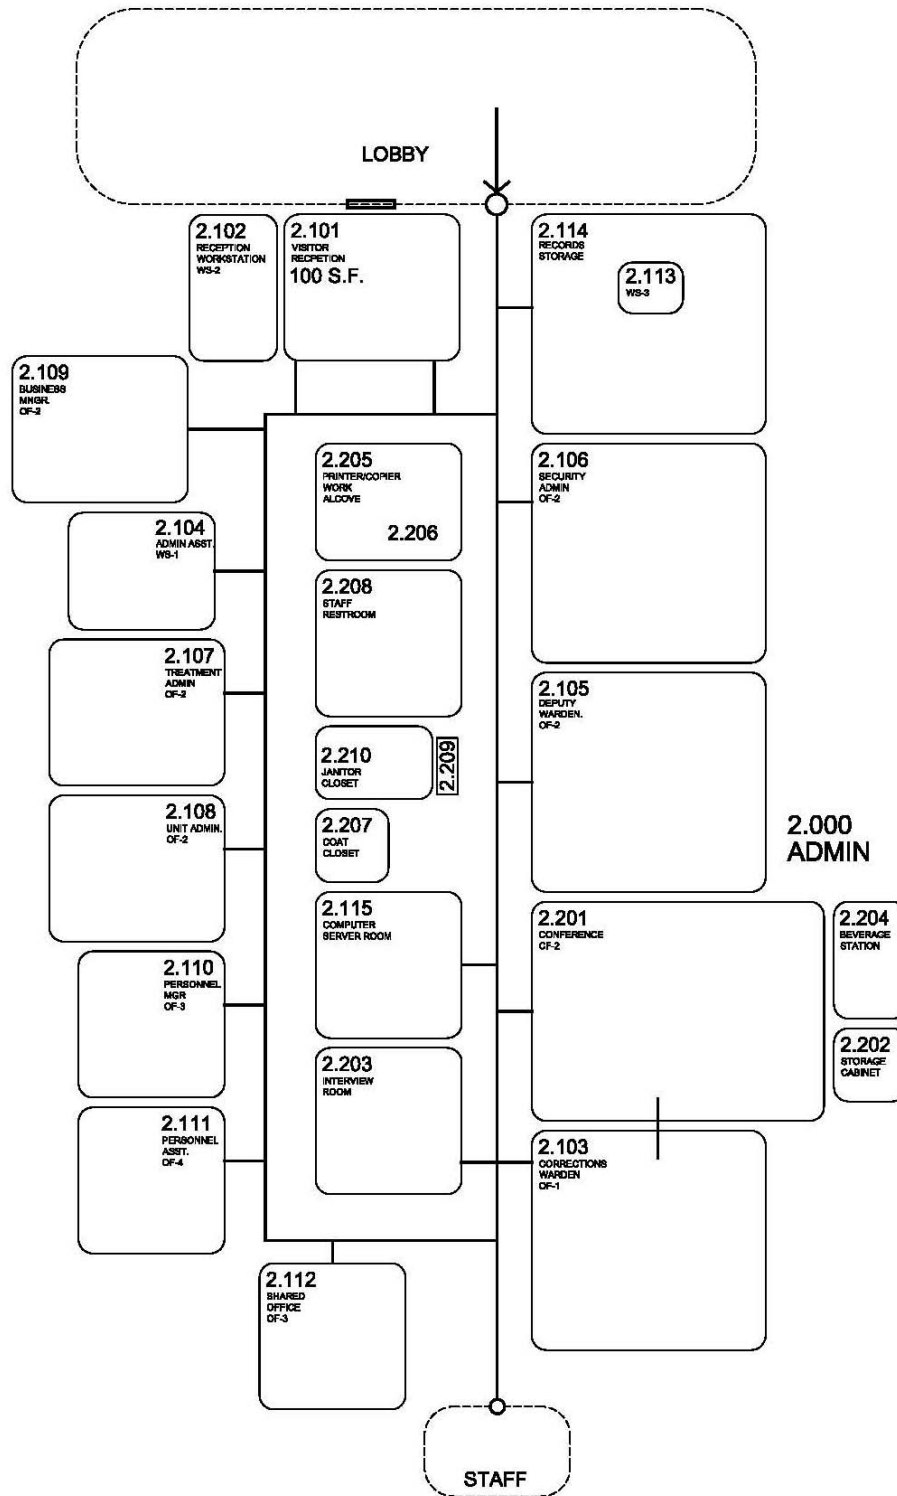 LOBBY
2.102
RECEPTION
WORKSTATION
WS-2
2.101
VISITOR
RECPETION
100 S.F.
2.114
RECORDS
STORAGE
2.113
WS-3
2.109
BUSINESS
MNGR.
OF-2
2.205
PRINTER/COPIER
WORK
ALCOVE
2.206
2.106
SECURITY
ADMIN
OF-2
2.104
ADMIN ASST.
WS-1
2.208
STAFF
RESTROOM
2.107
TREATMENT
ADMIN
OF-2
2.105
DEPUTY
WARDEN.
OF-2
2.210
JANITOR
CLOSET
2.209
2.108
UNIT ADMIN.
OF-2
2.207
COAT
CLOSET
2.000
ADMIN
2.115
COMPUTER
SERVER ROOM
2.201
CONFERENCE
CF-2
2.204
BEVERAGE
STATION
2.110
PERSONNEL
MGR
OF-3
2.202
STORAGE
CABINET
2.203
INTERVIEW
ROOM
2.111
PERSONNEL
ASST.
OF-4
2.103
CORRECTIONS
WARDEN
OF-1
2.112
SHARED
OFFICE
OF-3
STAFF